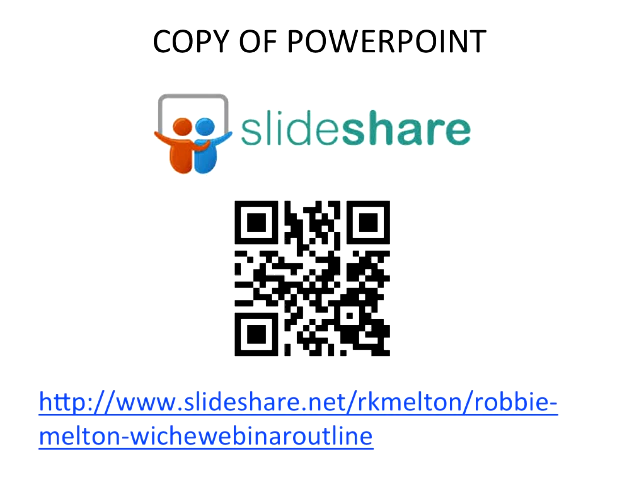 COPY OF POWERPOINT
slideshare
http://www.slideshare.net/rkmelton/robbie-
melton-wichewebinaroutline